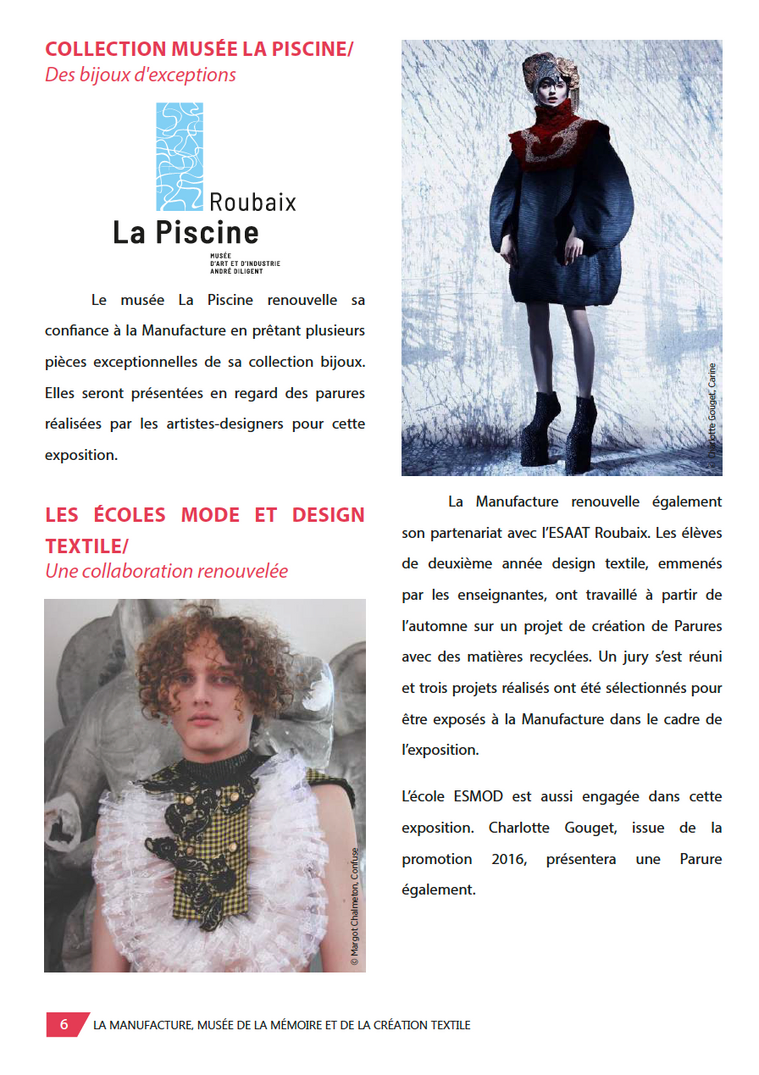 COLLECTION MUSÉE LA PISCINE/
Des bijoux d'exceptions
Roubaix
La Piscine
MUSÉE
D'ART ET D'INDUSTRIE
ANDRÉ DILIGENT
Le musée La Piscine renouvelle sa
confiance à la Manufacture en prêtant plusieurs
pièces exceptionnelles de sa collection bijoux.
Elles seront présentées en regard des parures
réalisées par les artistes-designers pour cette
exposition.
LES ÉCOLES MODE ET DESIGN
TEXTILE/
Une collaboration renouvelée
© Margot Chalmeton, Confuse
© Charlotte Gouget, Carine
La Manufacture renouvelle également
son partenariat avec l’ESAAT Roubaix. Les élèves
de deuxième année design textile, emmenés
par les enseignantes, ont travaillé à partir de
l’automne sur un projet de création de Parures
avec des matières recyclées. Un jury s’est réuni
et trois projets réalisés ont été sélectionnés pour
être exposés à la Manufacture dans le cadre de
l’exposition.
L’école ESMOD est aussi engagée dans cette
exposition. Charlotte Gouget, issue de la
promotion 2016, présentera une Parure
également.
6 LA MANUFACTURE, MUSÉE DE LA MÉMOIRE ET DE LA CRÉATION TEXTILE